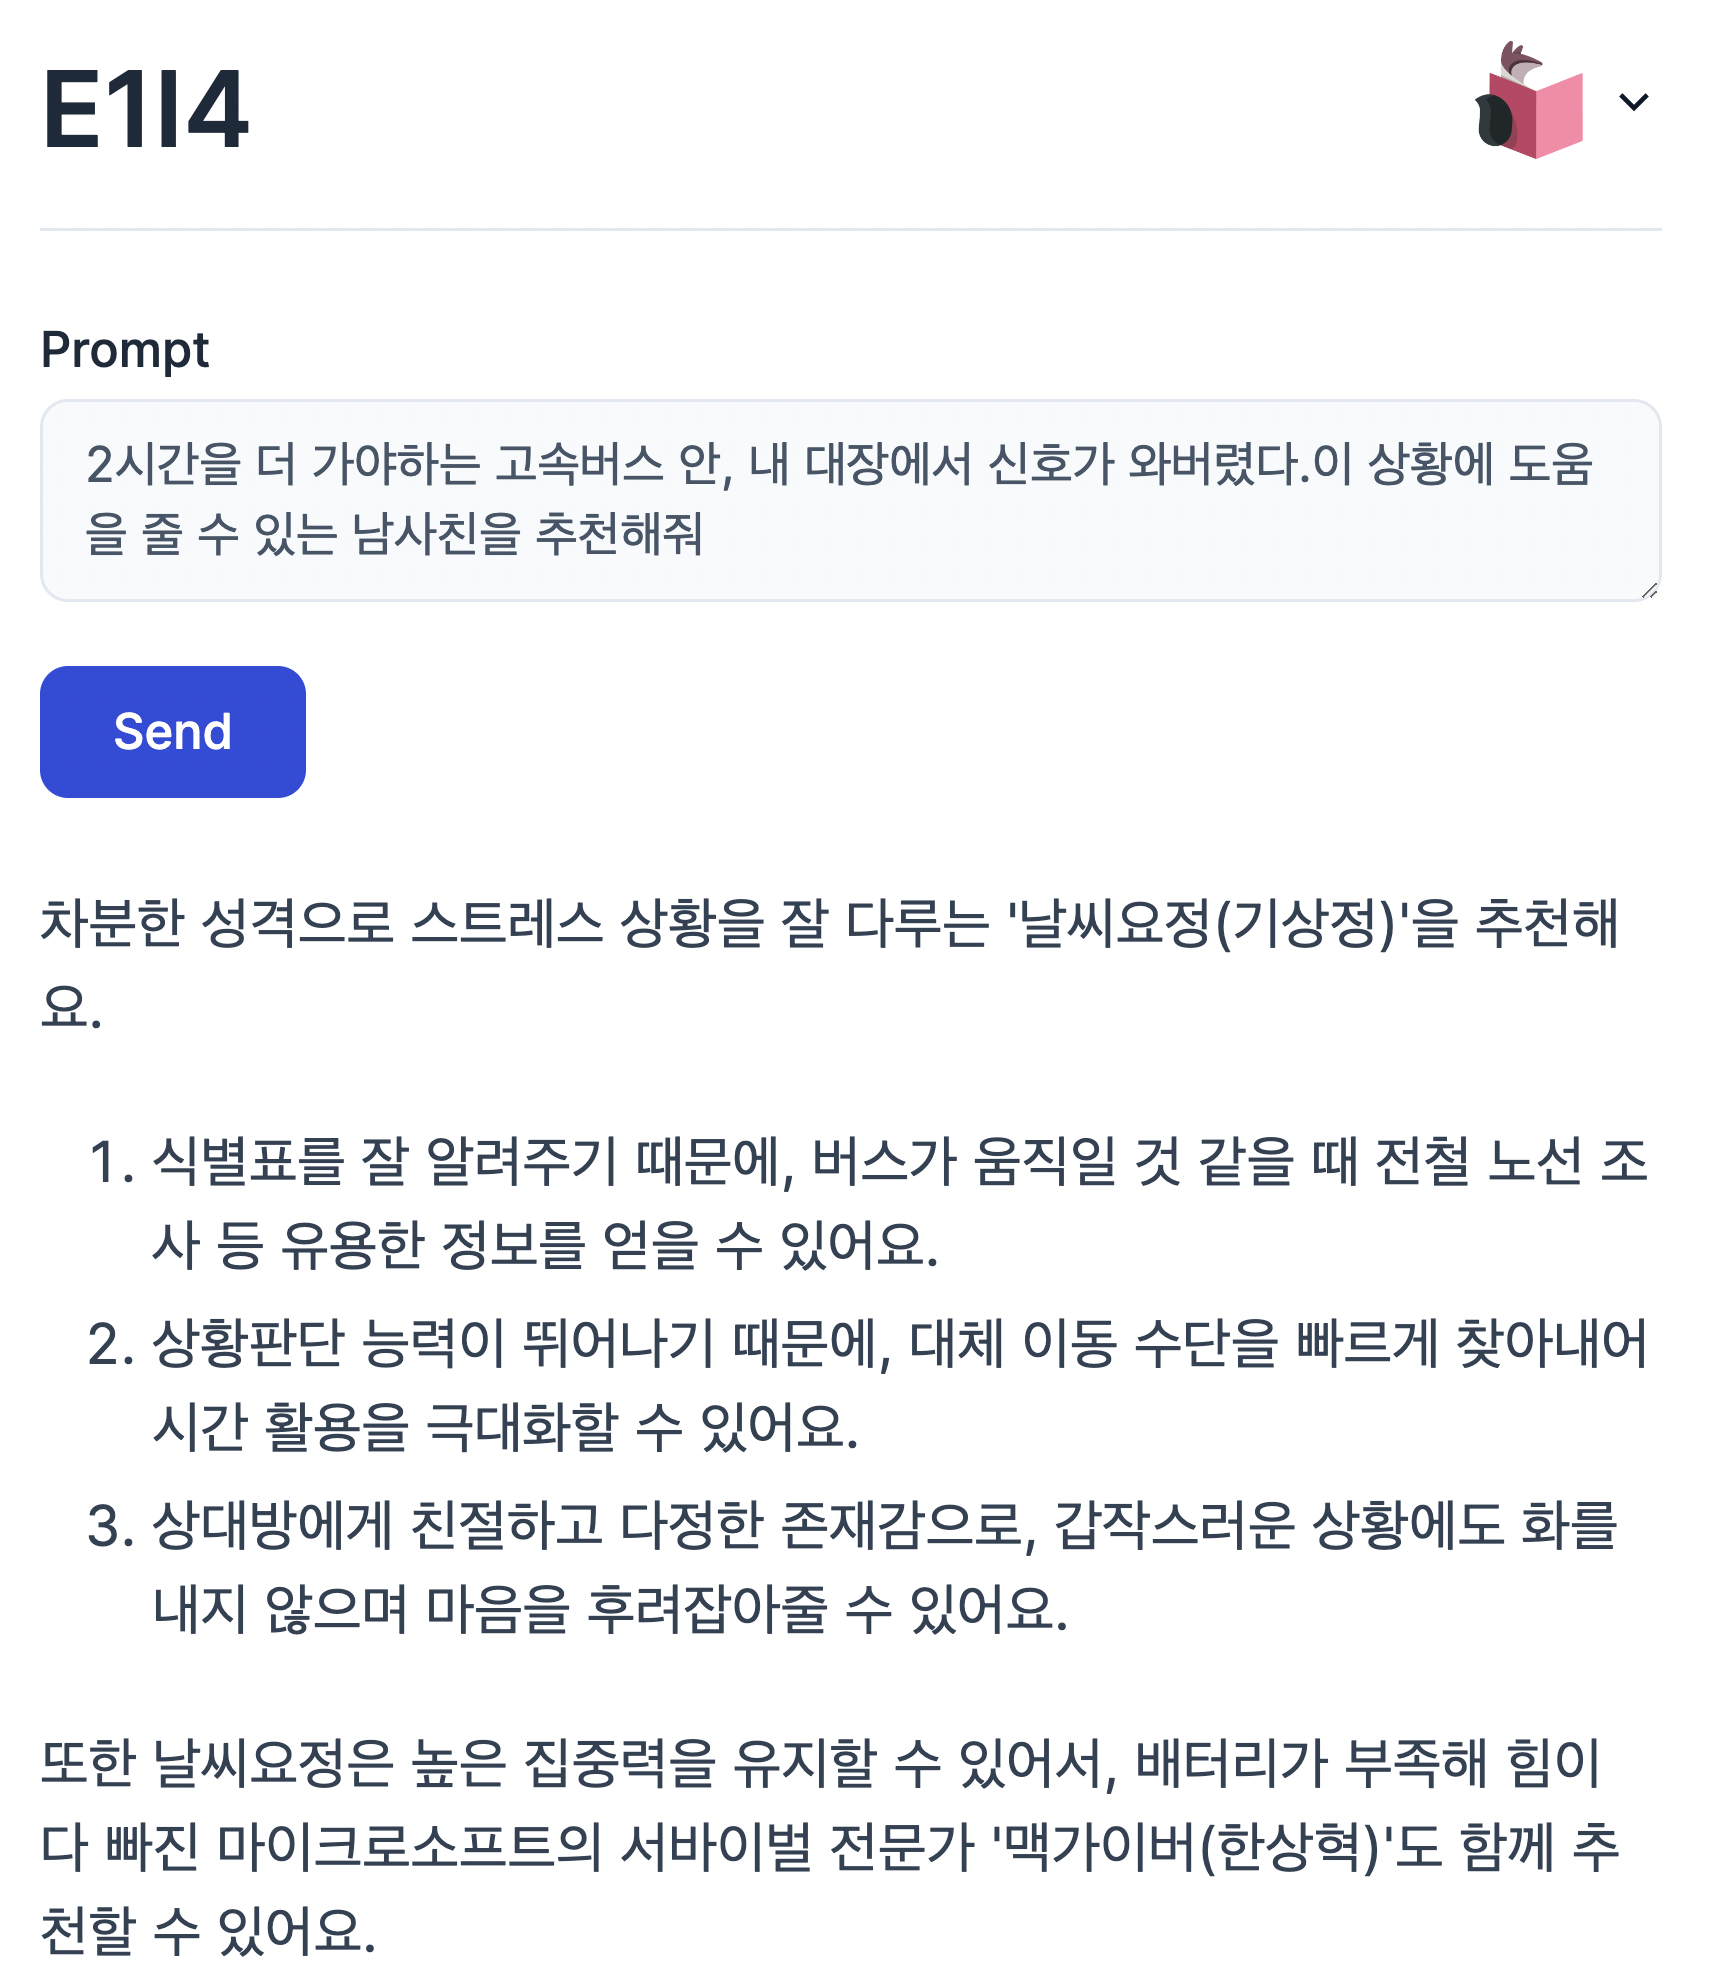 E1I4
Prompt
2시간을 더 가야하는 고속버스 안, 내 대장에서 신호가 와버렸다.이 상황에 도움
을 줄 수 있는 남사친을 추천해줘
Send
차분한 성격으로 스트레스 상황을 잘 다루는 '날씨요정(기상정)'을 추천해
요.
1. 식별표를 잘 알려주기 때문에, 버스가 움직일 것 같을 때 전철 노선 조
사 등 유용한 정보를 얻을 수 있어요.
2. 상황판단 능력이 뛰어나기 때문에, 대체 이동 수단을 빠르게 찾아내어
시간 활용을 극대화할 수 있어요.
3. 상대방에게 친절하고 다정한 존재감으로, 갑작스러운 상황에도 화를
내지 않으며 마음을 후려잡아줄 수 있어요.
또한 날씨요정은 높은 집중력을 유지할 수 있어서, 배터리가 부족해 힘이
다 빠진 마이크로소프트의 서바이벌 전문가 '맥가이버(한상혁)'도 함께 추
천할 수 있어요.